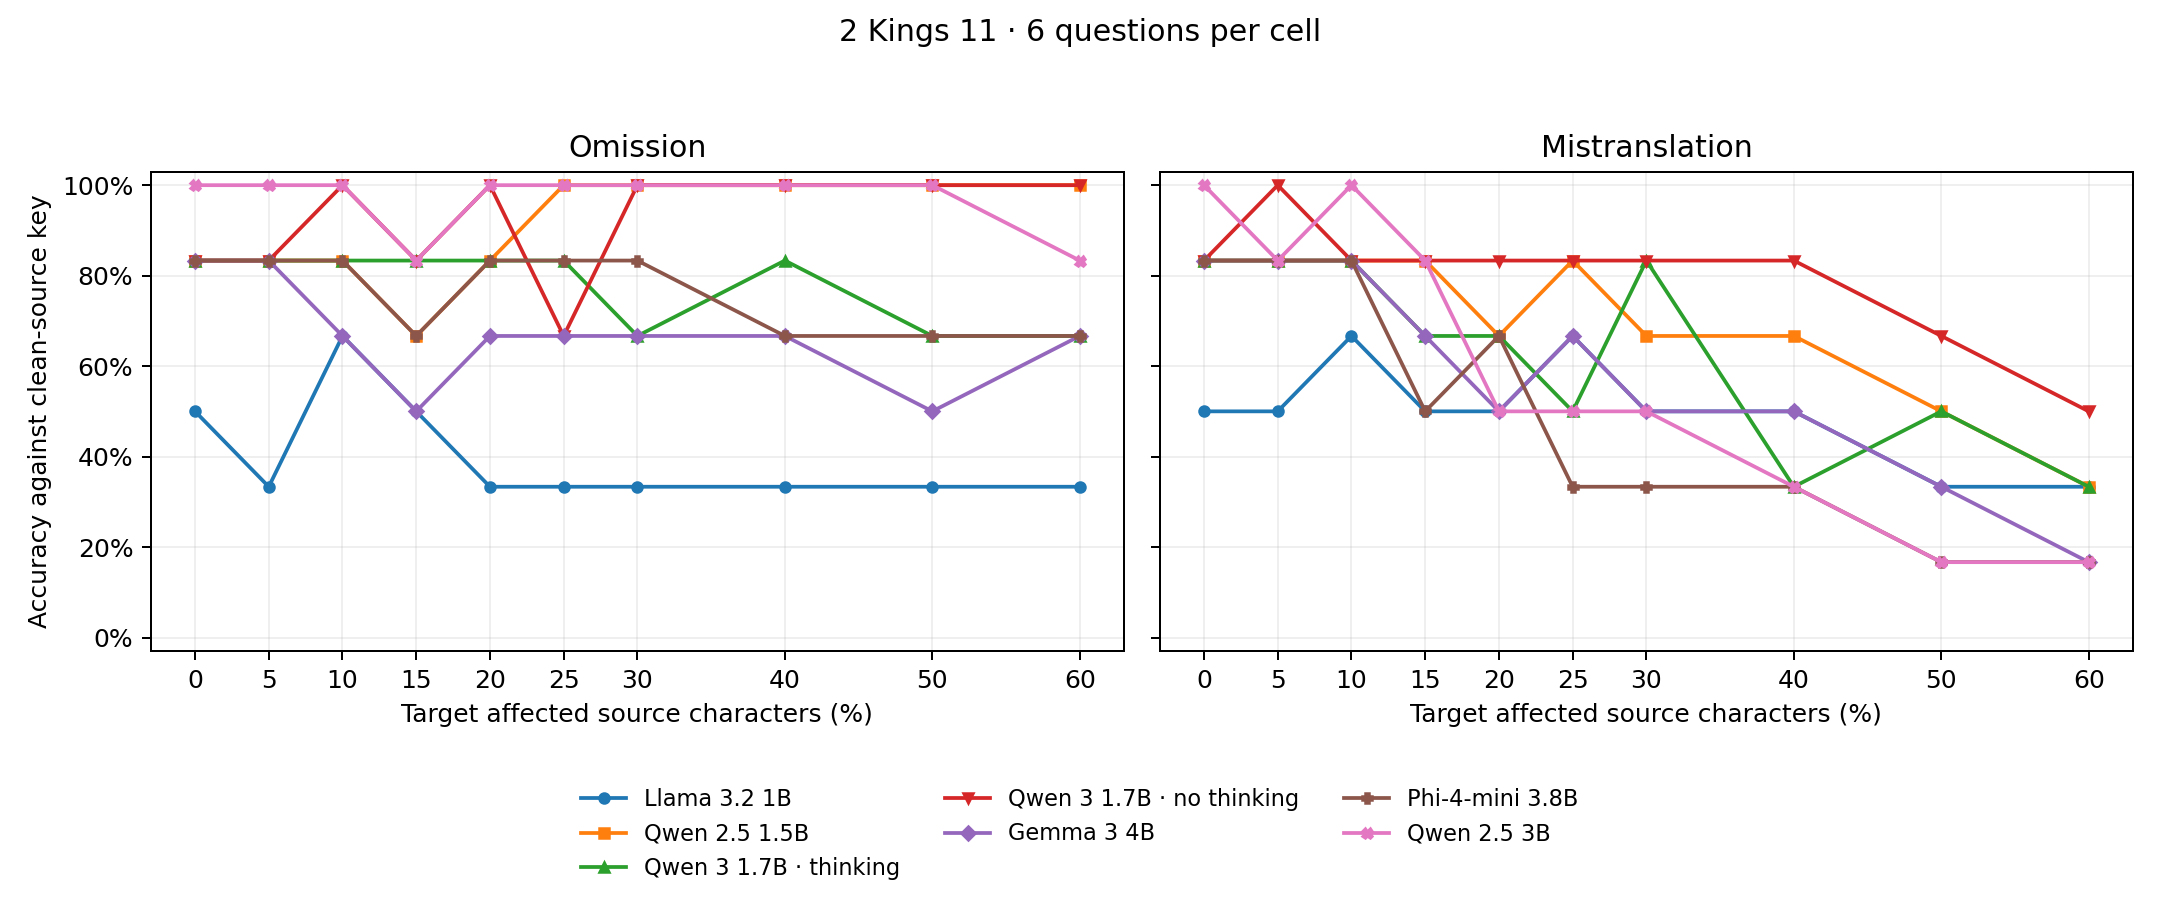 2 Kings 11 · 6 questions per cell
Omission
Mistranslation
Accuracy against clean-source key
100%
80%
60%
40%
20%
0%
0 5 10 15 20 25 30 40 50 60
0 5 10 15 20 25 30 40 50 60
Target affected source characters (%)
Target affected source characters (%)
Llama 3.2 1B
Qwen 2.5 1.5B
Qwen 3 1.7B · thinking
Qwen 3 1.7B · no thinking
Gemma 3 4B
Phi-4-mini 3.8B
Qwen 2.5 3B